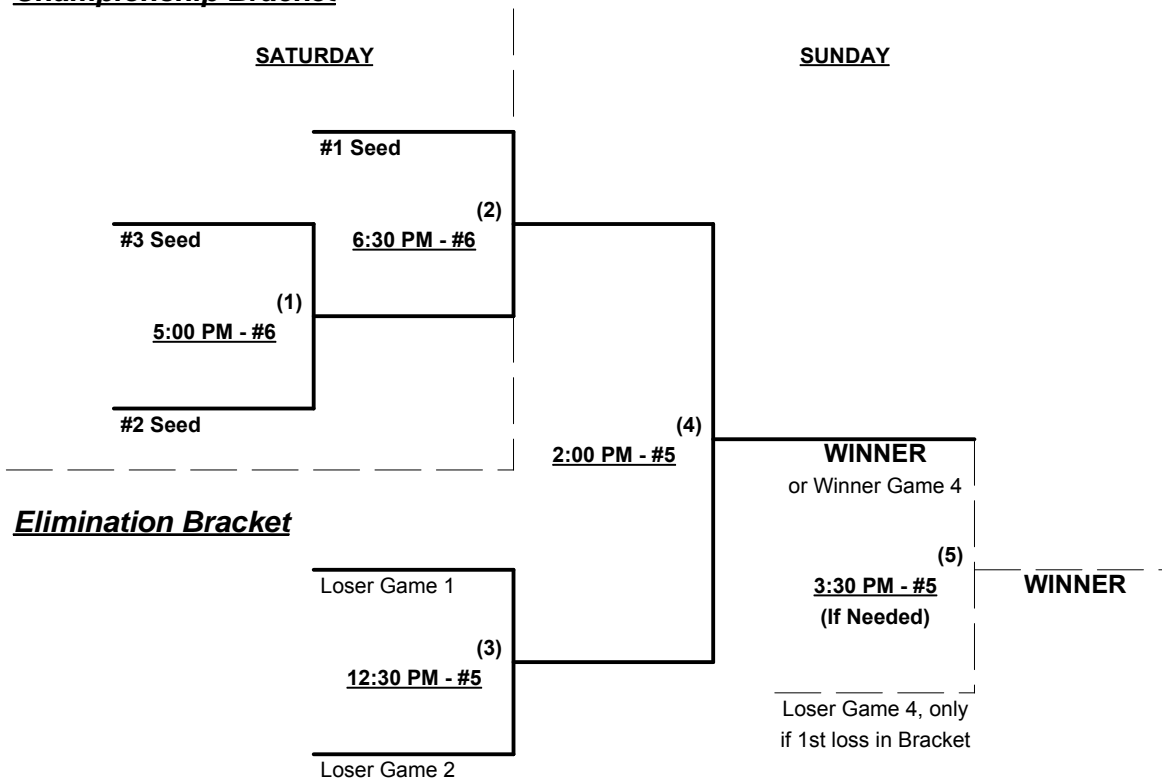 Championship Bracket
SATURDAY
SUNDAY
#1 Seed
(2)
6:30 PM - #6
#3 Seed
(1)
5:00 PM - #6
#2 Seed
(4)
2:00 PM - #5
WINNER
or Winner Game 4
Elimination Bracket
Loser Game 1
(5)
3:30 PM - #5
(If Needed)
WINNER
(3)
12:30 PM - #5
Loser Game 4, only
if 1st loss in Bracket
Loser Game 2